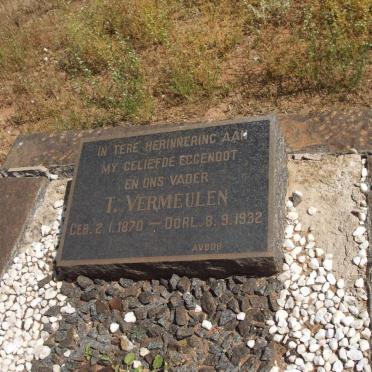 IN TERE HERINNERING AAN
MY GELIEFDE EGGENOOT
EN ONS VADER
T. VERMEULEN
GEB. 2.1.1870 — OORL. 8.9.1932
AVBOB